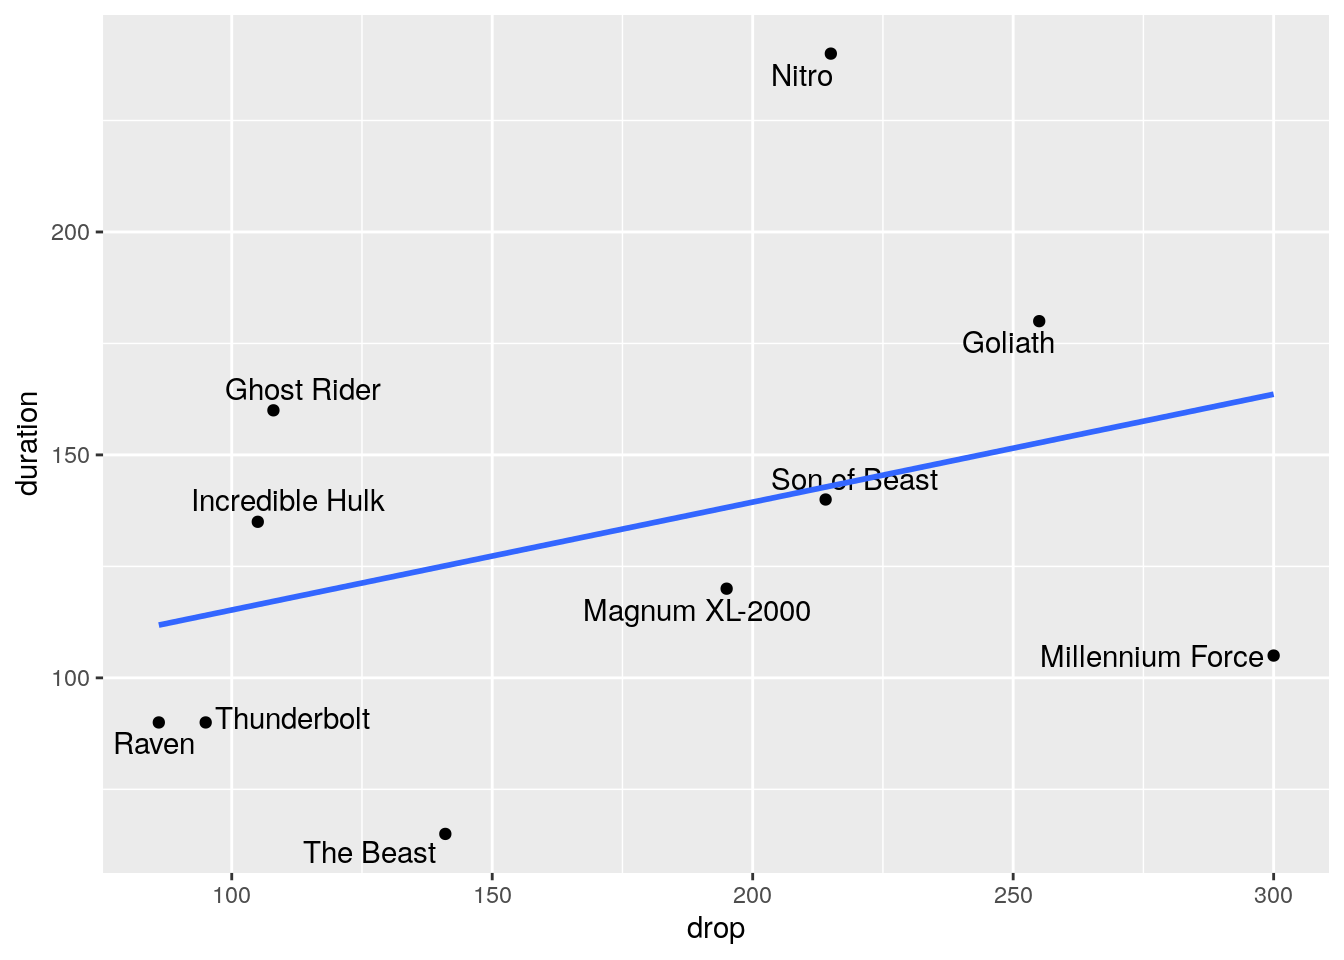 Nitro
200
Goliath
Ghost Rider
duration
150
Son of Beast
Incredible Hulk
Magnum XL-2000
Millennium Force
100
Thunderbolt
Raven
The Beast
100
150
200
250
300
drop